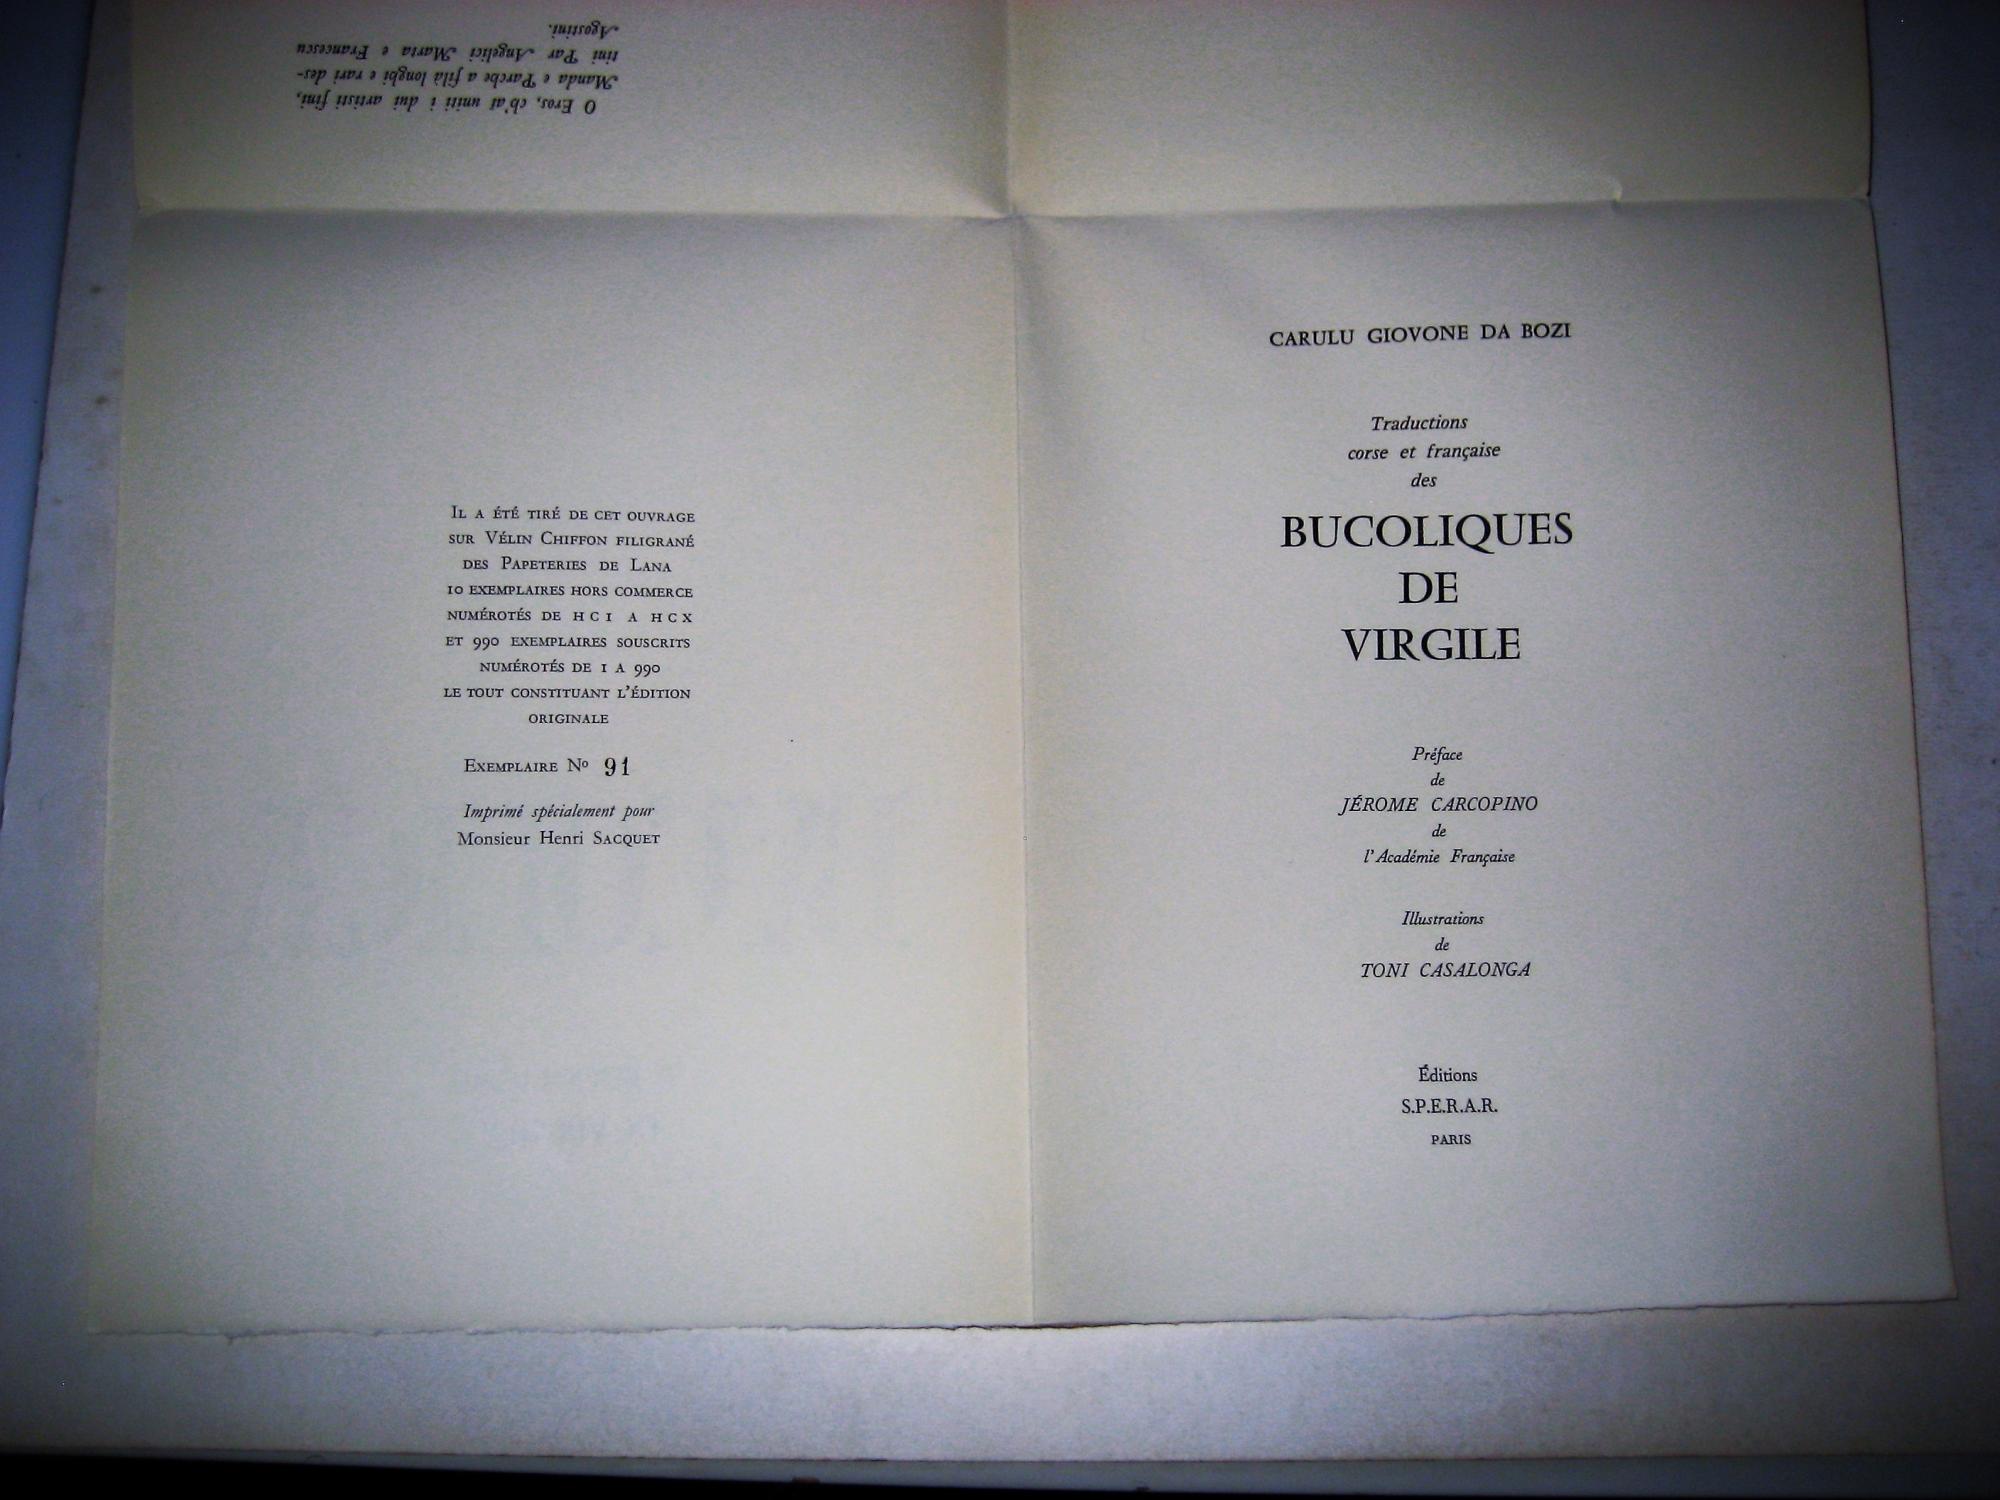 O Eros, ch'ai uniti i dui artisti fini,
Manda e Parche a filà longhi e rari des-
tini Par Angelici Marta e Francescu
Agostini.
IL A ÉTÉ TIRÉ DE CET OUVRAGE
SUR VÉLIN CHIFFON FILIGRANÉ
DES PAPETERIES DE LANA
10 EXEMPLAIRES HORS COMMERCE
NUMÉROTÉS DE H C I A H C X
ET 990 EXEMPLAIRES SOUSCRITS
NUMÉROTÉS DE 1 A 990
LE TOUT CONSTITUANT L'ÉDITION
ORIGINALE
EXEMPLAIRE Nº 91
Imprimé spécialement pour
Monsieur Henri SACQUET
CARULU GIOVONE DA BOZI
Traductions
corse et française
des
BUCOLIQUES
DE
VIRGILE
Préface
de
JÉROME CARCOPINO
de
l'Académie Française
Illustrations
de
TONI CASALONGA
Éditions
S.P.E.R.A.R.
PARIS